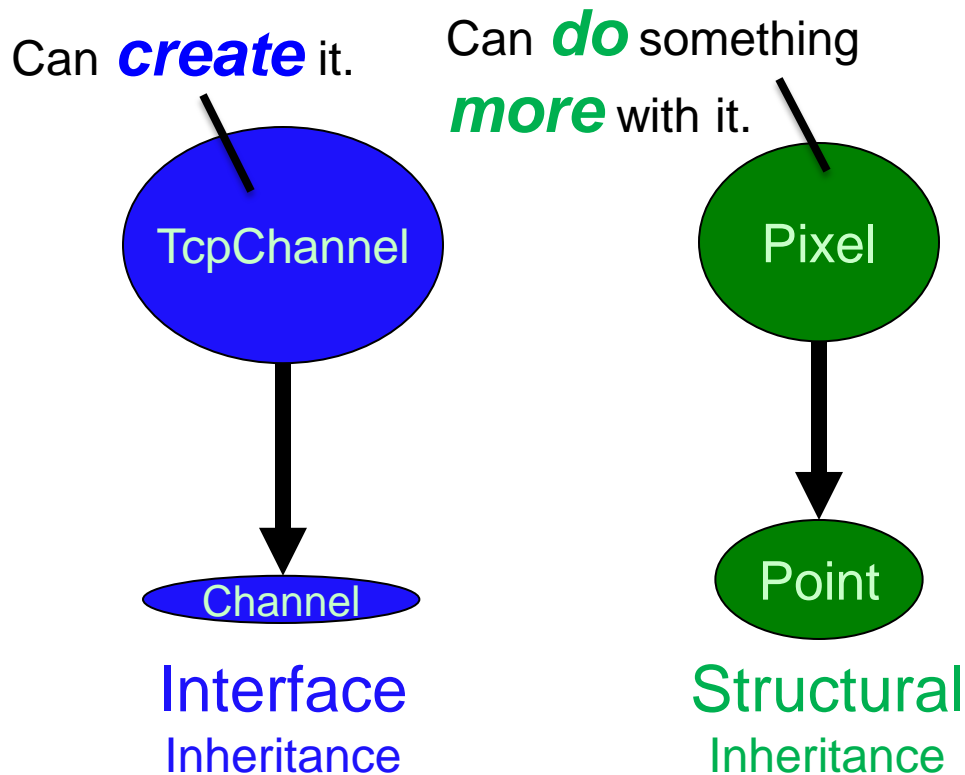 Can create it.
Can do something
more with it.
TcpChannel
Pixel
Channel
Point
Interface
Inheritance
Structural
Inheritance